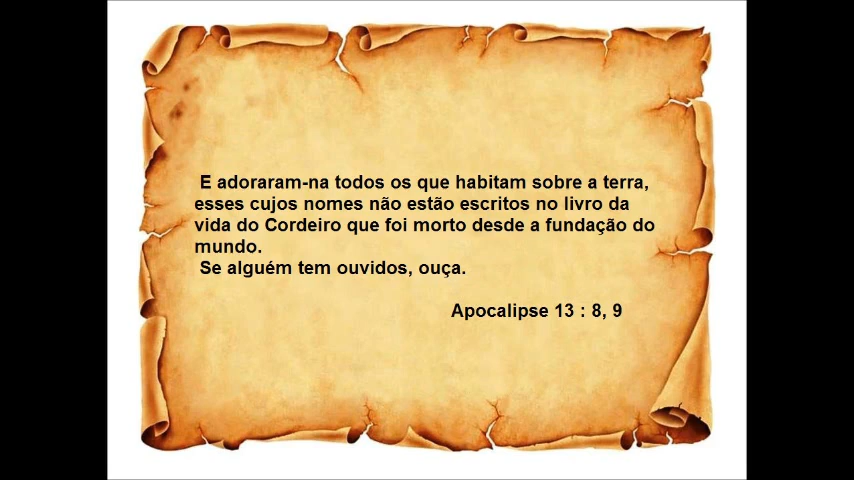 E adoraram-na todos os que habitam sobre a terra,
esses cujos nomes não estão escritos no livro da
vida do Cordeiro que foi morto desde a fundação do
mundo.
Se alguém tem ouvidos, ouça.
Apocalipse 13 : 8, 9